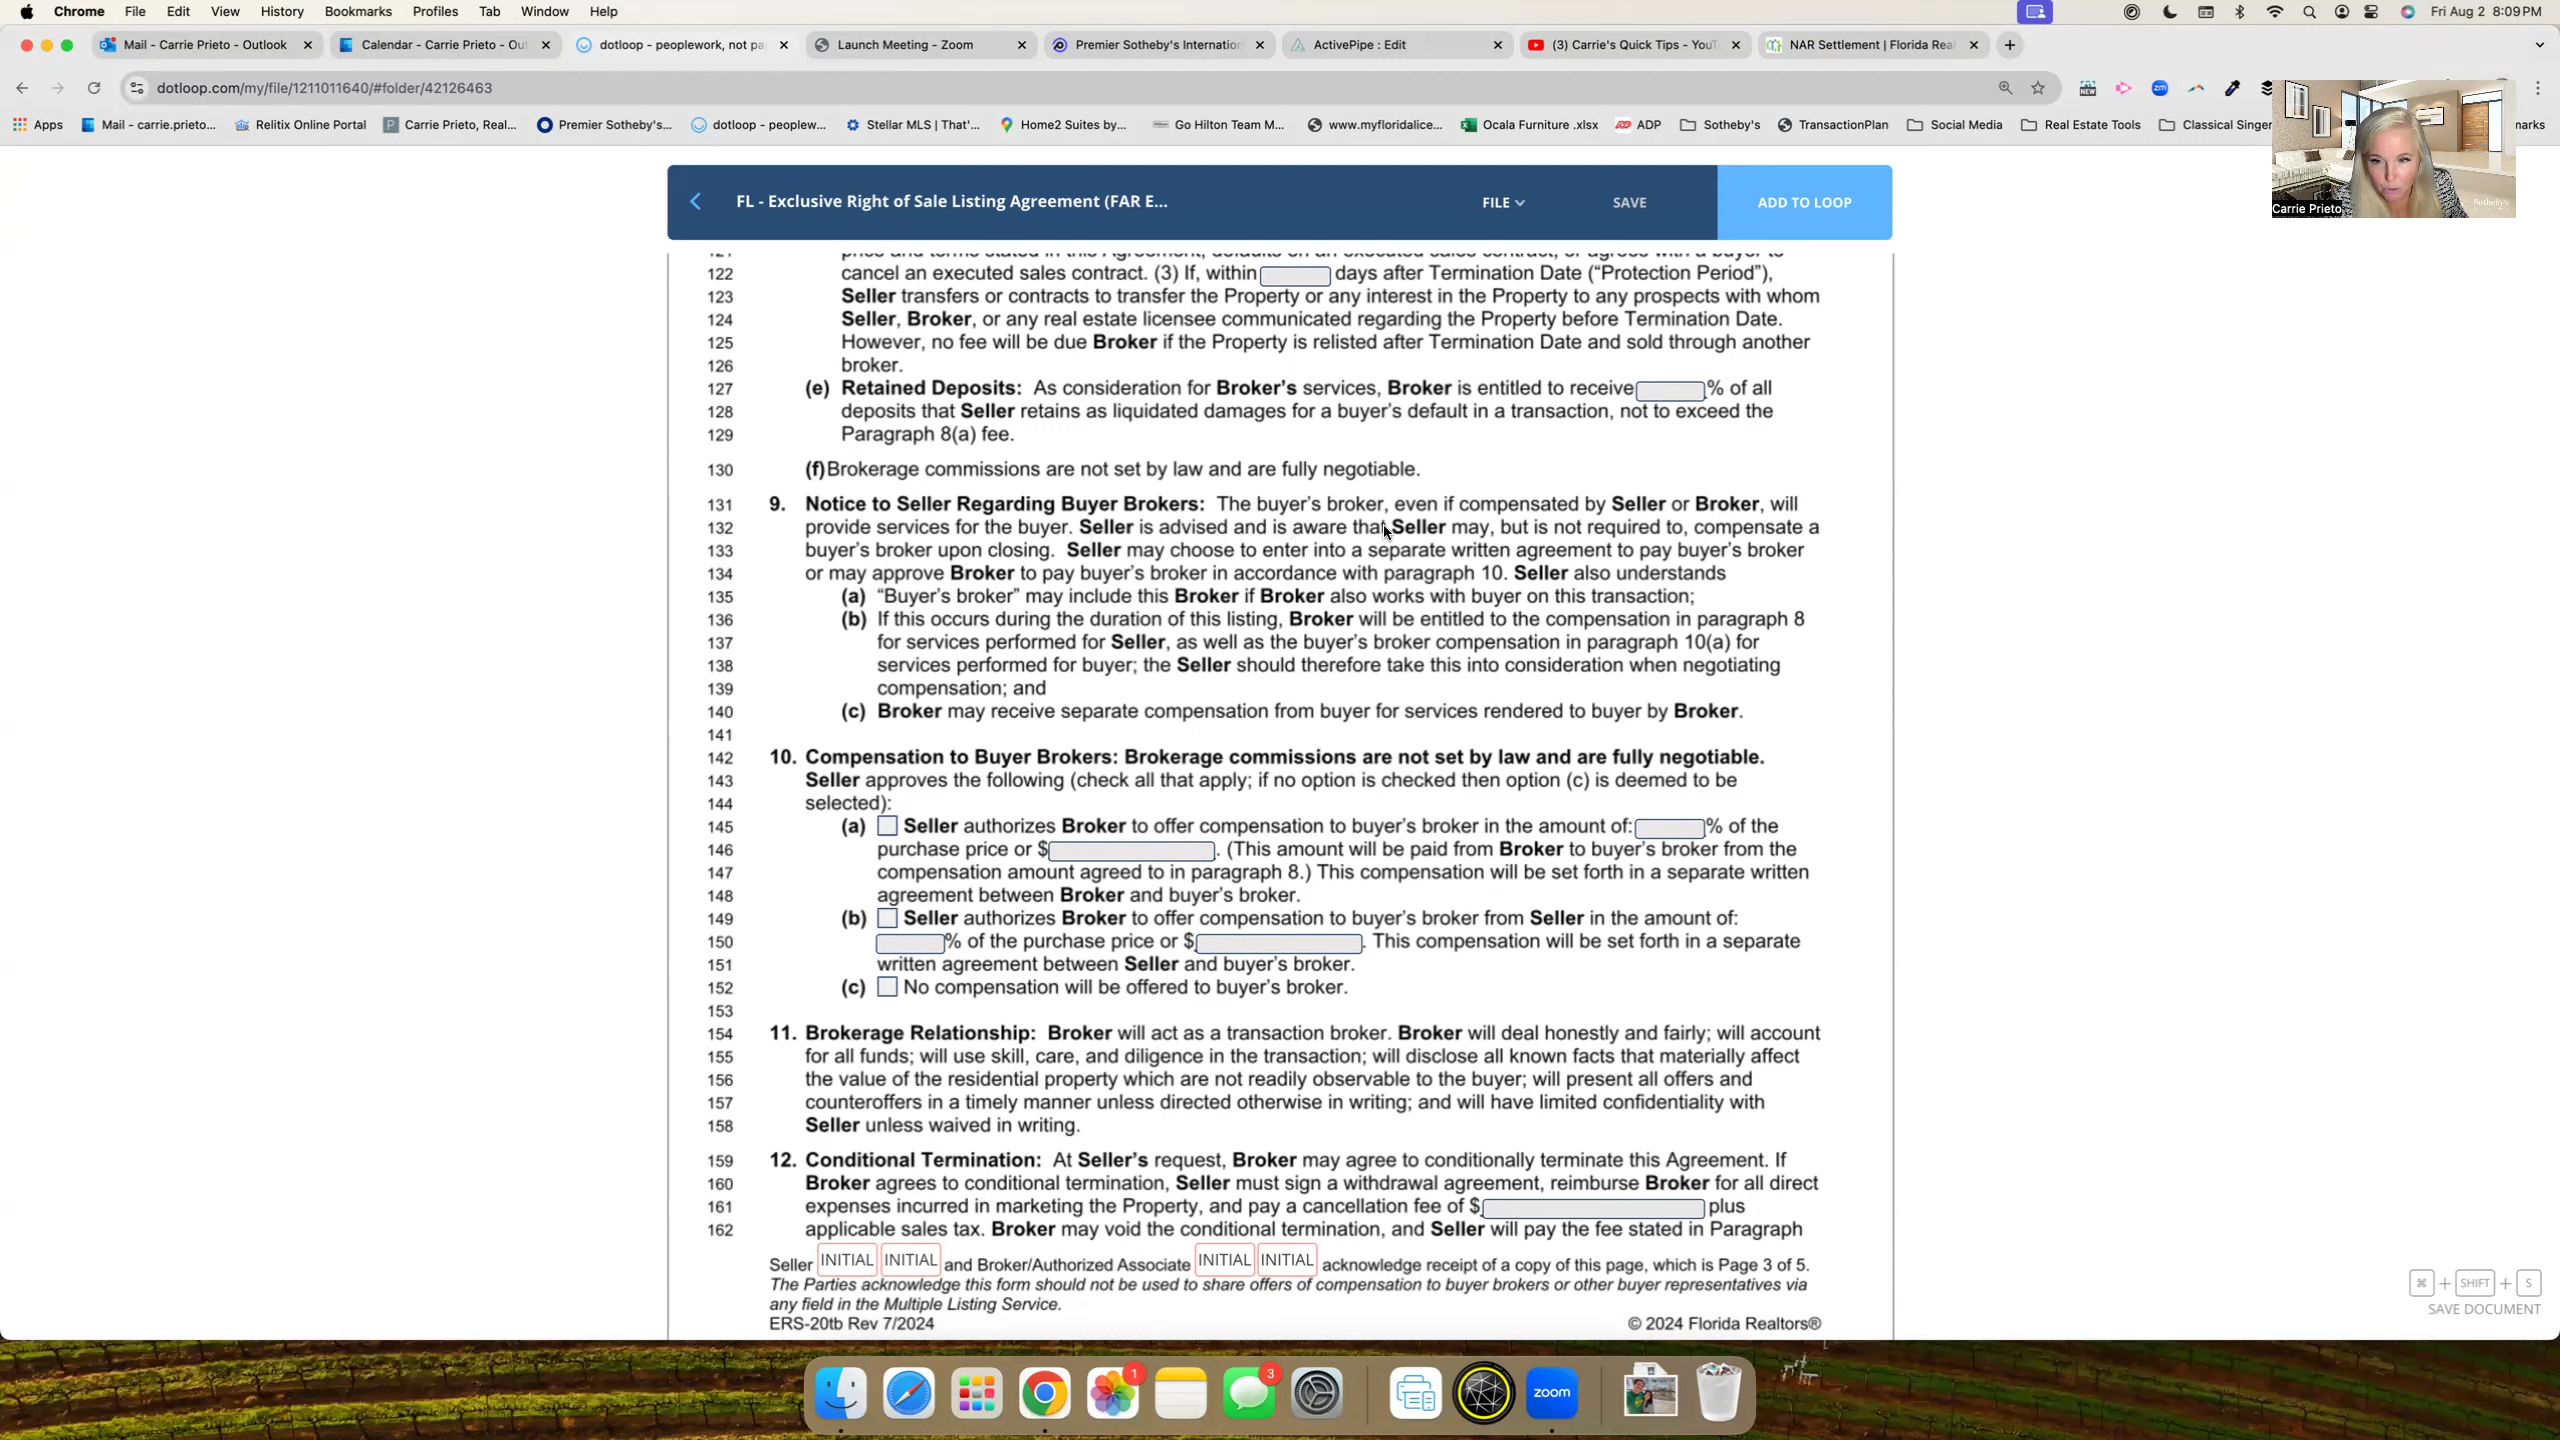 Chrome File Edit View History Bookmarks Profiles Tab Window Help Fri Aug 2 8:09 PM
Mail - Carrie Prieto - Outlook Calendar - Carrie Prieto - Out dotloop - peoplework, not pa Launch Meeting - Zoom Premier Sotheby's Internation ActivePipe : Edit (3) Carrie's Quick Tips - YouT NAR Settlement | Florida Rea
dotloop.com/my/file/1211011640/#folder/42126463
Apps Mail - carrie.prieto... Relitix Online Portal Carrie Prieto, Real... Premier Sotheby's... dotloop - peoplew... Stellar MLS | That'... Home2 Suites by... Go Hilton Team M... www.myfloridalice... Ocala Furniture .xlsx ADP Sotheby's TransactionPlan Social Media Real Estate Tools Classical Singer marks
Carrie Prieto
Sotheby's
FL - Exclusive Right of Sale Listing Agreement (FAR E... FILE SAVE ADD TO LOOP
121 price and terms stated in this Agreement, defaults on an executed sales contract, or agrees with a buyer to
122 cancel an executed sales contract. (3) If, within days after Termination Date (“Protection Period”),
123 Seller transfers or contracts to transfer the Property or any interest in the Property to any prospects with whom
124 Seller, Broker, or any real estate licensee communicated regarding the Property before Termination Date.
125 However, no fee will be due Broker if the Property is relisted after Termination Date and sold through another
126 broker.
127 (e) Retained Deposits: As consideration for Broker’s services, Broker is entitled to receive % of all
128 deposits that Seller retains as liquidated damages for a buyer’s default in a transaction, not to exceed the
129 Paragraph 8(a) fee.
130 (f)Brokerage commissions are not set by law and are fully negotiable.
131 9. Notice to Seller Regarding Buyer Brokers: The buyer’s broker, even if compensated by Seller or Broker, will
132 provide services for the buyer. Seller is advised and is aware that Seller may, but is not required to, compensate a
133 buyer’s broker upon closing. Seller may choose to enter into a separate written agreement to pay buyer’s broker
134 or may approve Broker to pay buyer’s broker in accordance with paragraph 10. Seller also understands
135 (a) “Buyer’s broker” may include this Broker if Broker also works with buyer on this transaction;
136 (b) If this occurs during the duration of this listing, Broker will be entitled to the compensation in paragraph 8
137 for services performed for Seller, as well as the buyer’s broker compensation in paragraph 10(a) for
138 services performed for buyer; the Seller should therefore take this into consideration when negotiating
139 compensation; and
140 (c) Broker may receive separate compensation from buyer for services rendered to buyer by Broker.
141
142 10. Compensation to Buyer Brokers: Brokerage commissions are not set by law and are fully negotiable.
143 Seller approves the following (check all that apply; if no option is checked then option (c) is deemed to be
144 selected):
145 (a) Seller authorizes Broker to offer compensation to buyer’s broker in the amount of: % of the
146 purchase price or $ . (This amount will be paid from Broker to buyer’s broker from the
147 compensation amount agreed to in paragraph 8.) This compensation will be set forth in a separate written
148 agreement between Broker and buyer’s broker.
149 (b) Seller authorizes Broker to offer compensation to buyer’s broker from Seller in the amount of:
150 % of the purchase price or $ . This compensation will be set forth in a separate
151 written agreement between Seller and buyer’s broker.
152 (c) No compensation will be offered to buyer’s broker.
153
154 11. Brokerage Relationship: Broker will act as a transaction broker. Broker will deal honestly and fairly; will account
155 for all funds; will use skill, care, and diligence in the transaction; will disclose all known facts that materially affect
156 the value of the residential property which are not readily observable to the buyer; will present all offers and
157 counteroffers in a timely manner unless directed otherwise in writing; and will have limited confidentiality with
158 Seller unless waived in writing.
159 12. Conditional Termination: At Seller’s request, Broker may agree to conditionally terminate this Agreement. If
160 Broker agrees to conditional termination, Seller must sign a withdrawal agreement, reimburse Broker for all direct
161 expenses incurred in marketing the Property, and pay a cancellation fee of $ plus
162 applicable sales tax. Broker may void the conditional termination, and Seller will pay the fee stated in Paragraph
Seller INITIAL INITIAL and Broker/Authorized Associate INITIAL INITIAL acknowledge receipt of a copy of this page, which is Page 3 of 5.
The Parties acknowledge this form should not be used to share offers of compensation to buyer brokers or other buyer representatives via
any field in the Multiple Listing Service.
ERS-20tb Rev 7/2024 © 2024 Florida Realtors®
⌘ + SHIFT + S
SAVE DOCUMENT
1 3 zoom